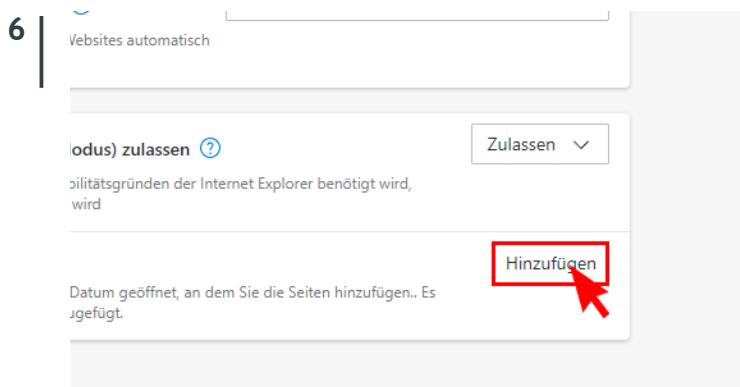 6
Websites automatisch
lodus) zulassen ?
Zulassen
bilitätsgründen der Internet Explorer benötigt wird,
wird
Hinzufügen
Datum geöffnet, an dem Sie die Seiten hinzufügen.. Es
ugefügt.